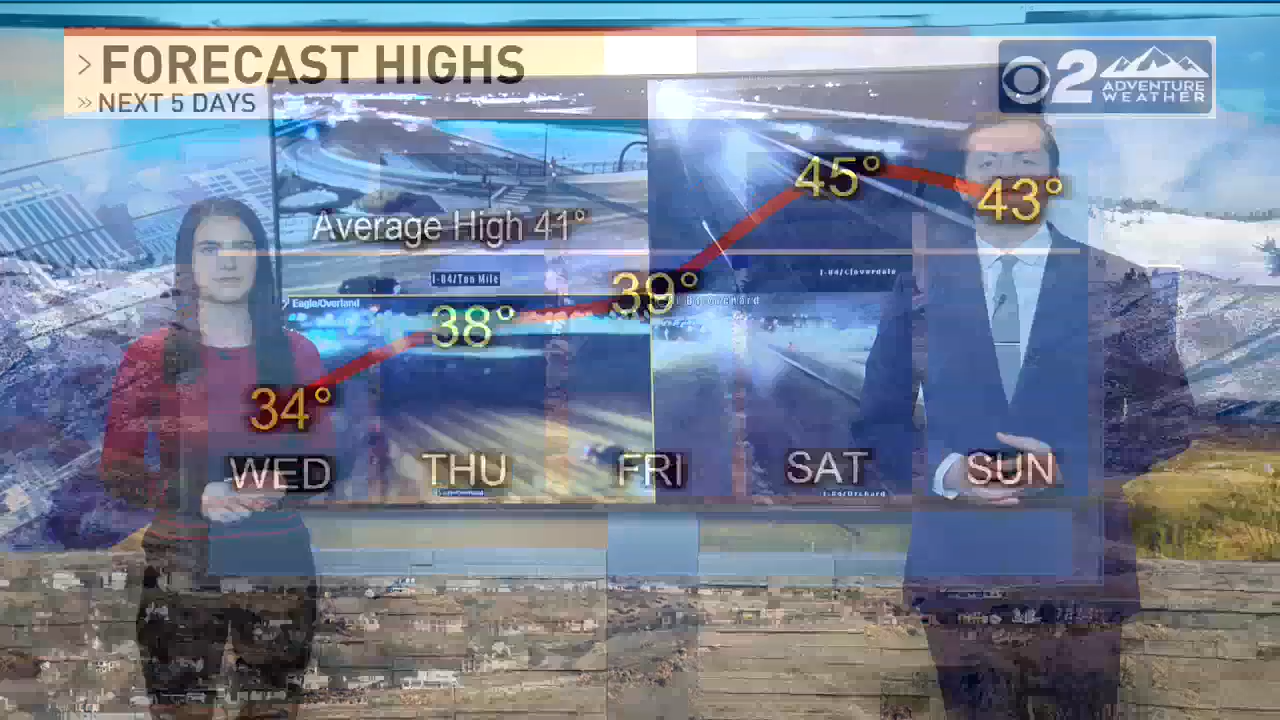 > FORECAST HIGHS
» NEXT 5 DAYS
2
ADVENTURE
WEATHER
45°
43°
Average High 41°
I-84/Cloverdale
I-84/Ten Mile
39°
Eagle/Overland
38°
34°
WED THU FRI SAT SUN
I-84/Orchard